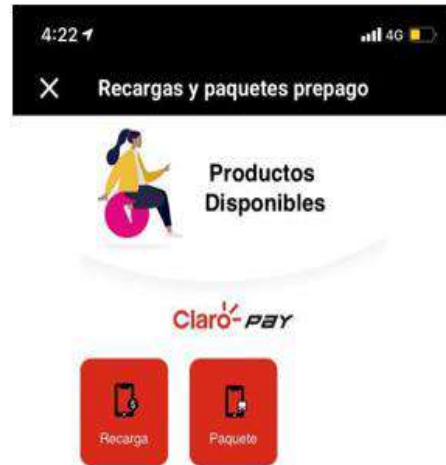 4:22
4G
Recargas y paquetes prepago
Productos
Disponibles
Claro-pay
Recarga
Paquete